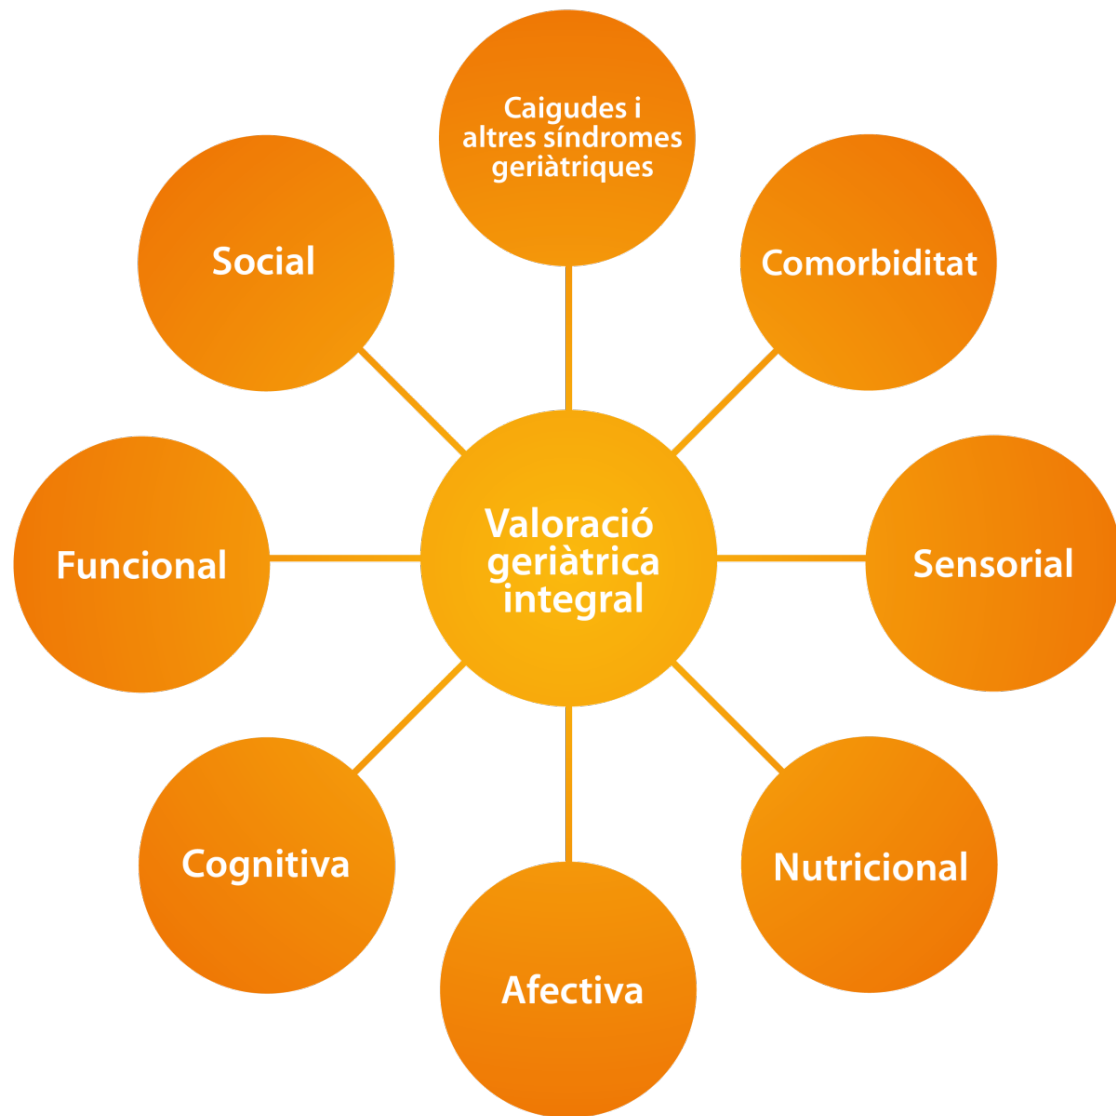 Caigudes i
altres síndromes
geriàtriques
Social
Comorbiditat
Valoració
geriàtrica
integral
Funcional
Sensorial
Cognitiva
Nutricional
Afectiva